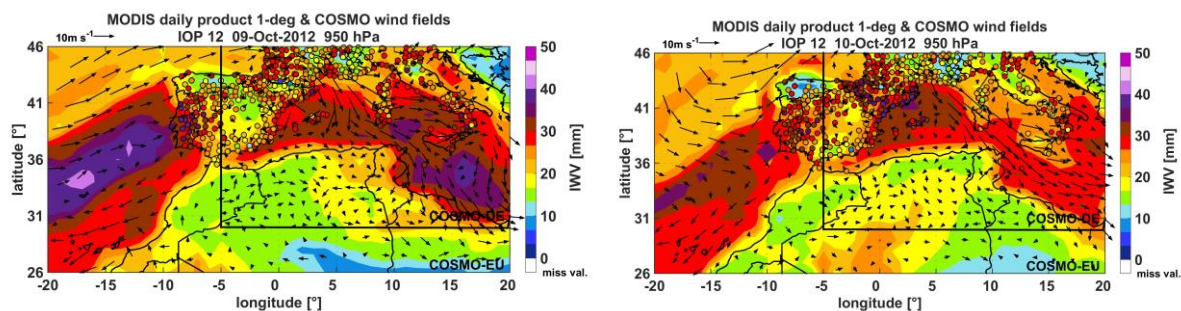 MODIS daily product 1-deg & COSMO wind fields
10m s⁻¹ IOP 12 09-Oct-2012 950 hPa
46
41
36
31
26
latitude [°]
-20 -15 -10 -5 0 5 10 15 20
longitude [°]
COSMO-DE
COSMO-EU
50
40
30
20
10
0
miss val.
IWV [mm]
MODIS daily product 1-deg & COSMO wind fields
10m s⁻¹ IOP 12 10-Oct-2012 950 hPa
46
41
36
31
26
latitude [°]
-20 -15 -10 -5 0 5 10 15 20
longitude [°]
COSMO-DE
COSMO-EU
50
40
30
20
10
0
miss val.
IWV [mm]